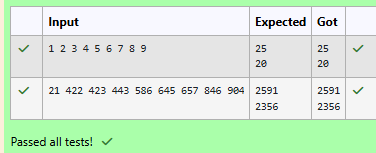 Input Expected Got
1 2 3 4 5 6 7 8 9 25 25
20 20
21 422 423 443 586 645 657 846 904 2591 2591
2356 2356
Passed all tests!